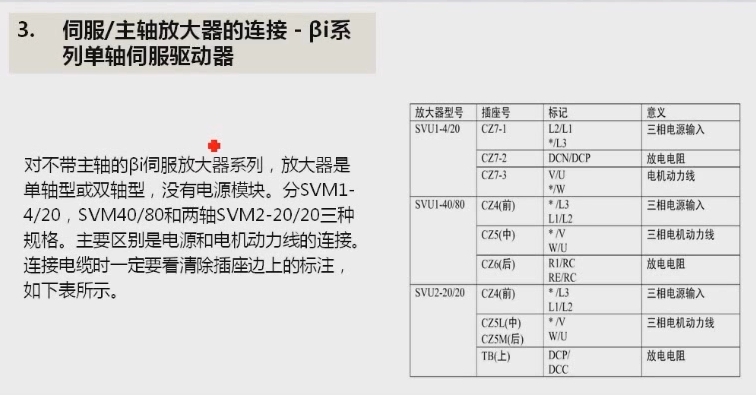 3. 伺服/主轴放大器的连接 - βi系
列单轴伺服驱动器
对不带主轴的βi伺服放大器系列，放大器是
单轴型或双轴型，没有电源模块。分SVM1-
4/20，SVM40/80和两轴SVM2-20/20三种
规格。主要区别是电源和电机动力线的连接。
连接电缆时一定要看清除插座边上的标注，
如下表所示。
放大器型号 插座号 标记 意义
SVU1-4/20 CZ7-1 L2/L1 三相电源输入
*/L3
CZ7-2 DCN/DCP 放电电阻
CZ7-3 V/U 电机动力线
*/W
SVU1-40/80 CZ4(前) */L3 三相电源输入
L1/L2
CZ5(中) */V 三相电机动力线
W/U
CZ6(后) R1/RC 放电电阻
RE/RC
SVU2-20/20 CZ4(前) */L3 三相电源输入
L1/L2
CZ5L(中) */V 三相电机动力线
CZ5M(后) W/U
TB(上) DCP/ 放电电阻
DCC